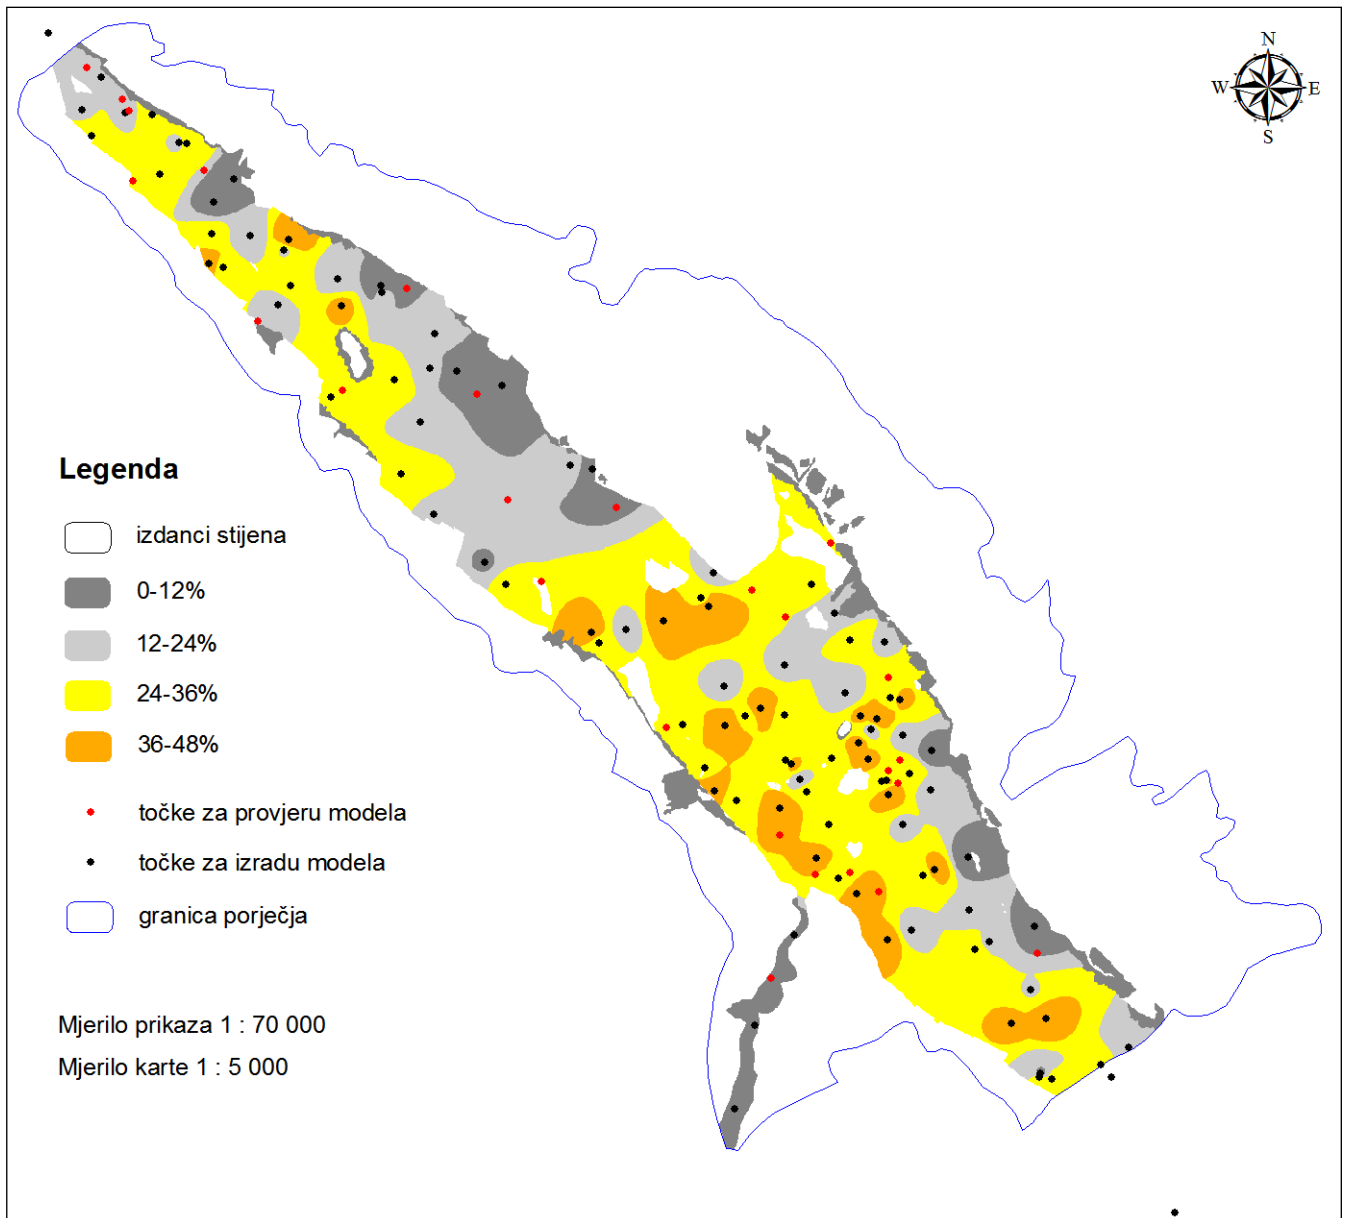 N
W E
S
Legenda
izdanci stijena
0-12%
12-24%
24-36%
36-48%
točke za provjeru modela
točke za izradu modela
granica porječja
Mjerilo prikaza 1 : 70 000
Mjerilo karte 1 : 5 000